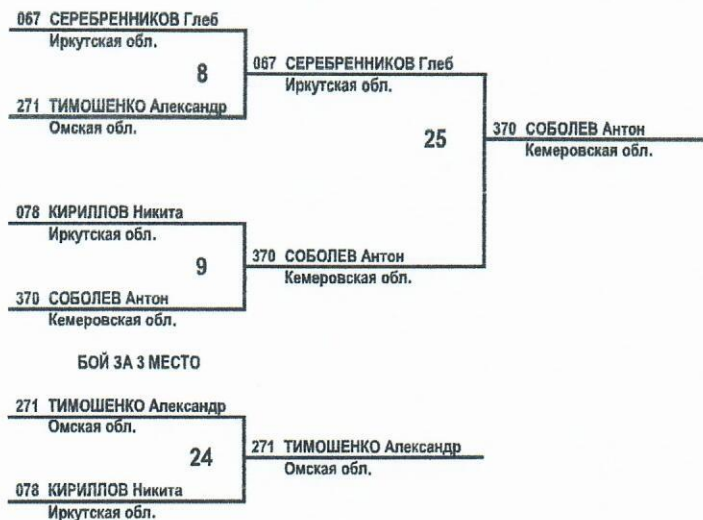 067 СЕРЕБРЕННИКОВ Глеб
Иркутская обл.
8
271 ТИМОШЕНКО Александр
Омская обл.
067 СЕРЕБРЕННИКОВ Глеб
Иркутская обл.
25
370 СОБОЛЕВ Антон
Кемеровская обл.
078 КИРИЛЛОВ Никита
Иркутская обл.
9
370 СОБОЛЕВ Антон
Кемеровская обл.
370 СОБОЛЕВ Антон
Кемеровская обл.
БОЙ ЗА 3 МЕСТО
271 ТИМОШЕНКО Александр
Омская обл.
24
271 ТИМОШЕНКО Александр
Омская обл.
078 КИРИЛЛОВ Никита
Иркутская обл.